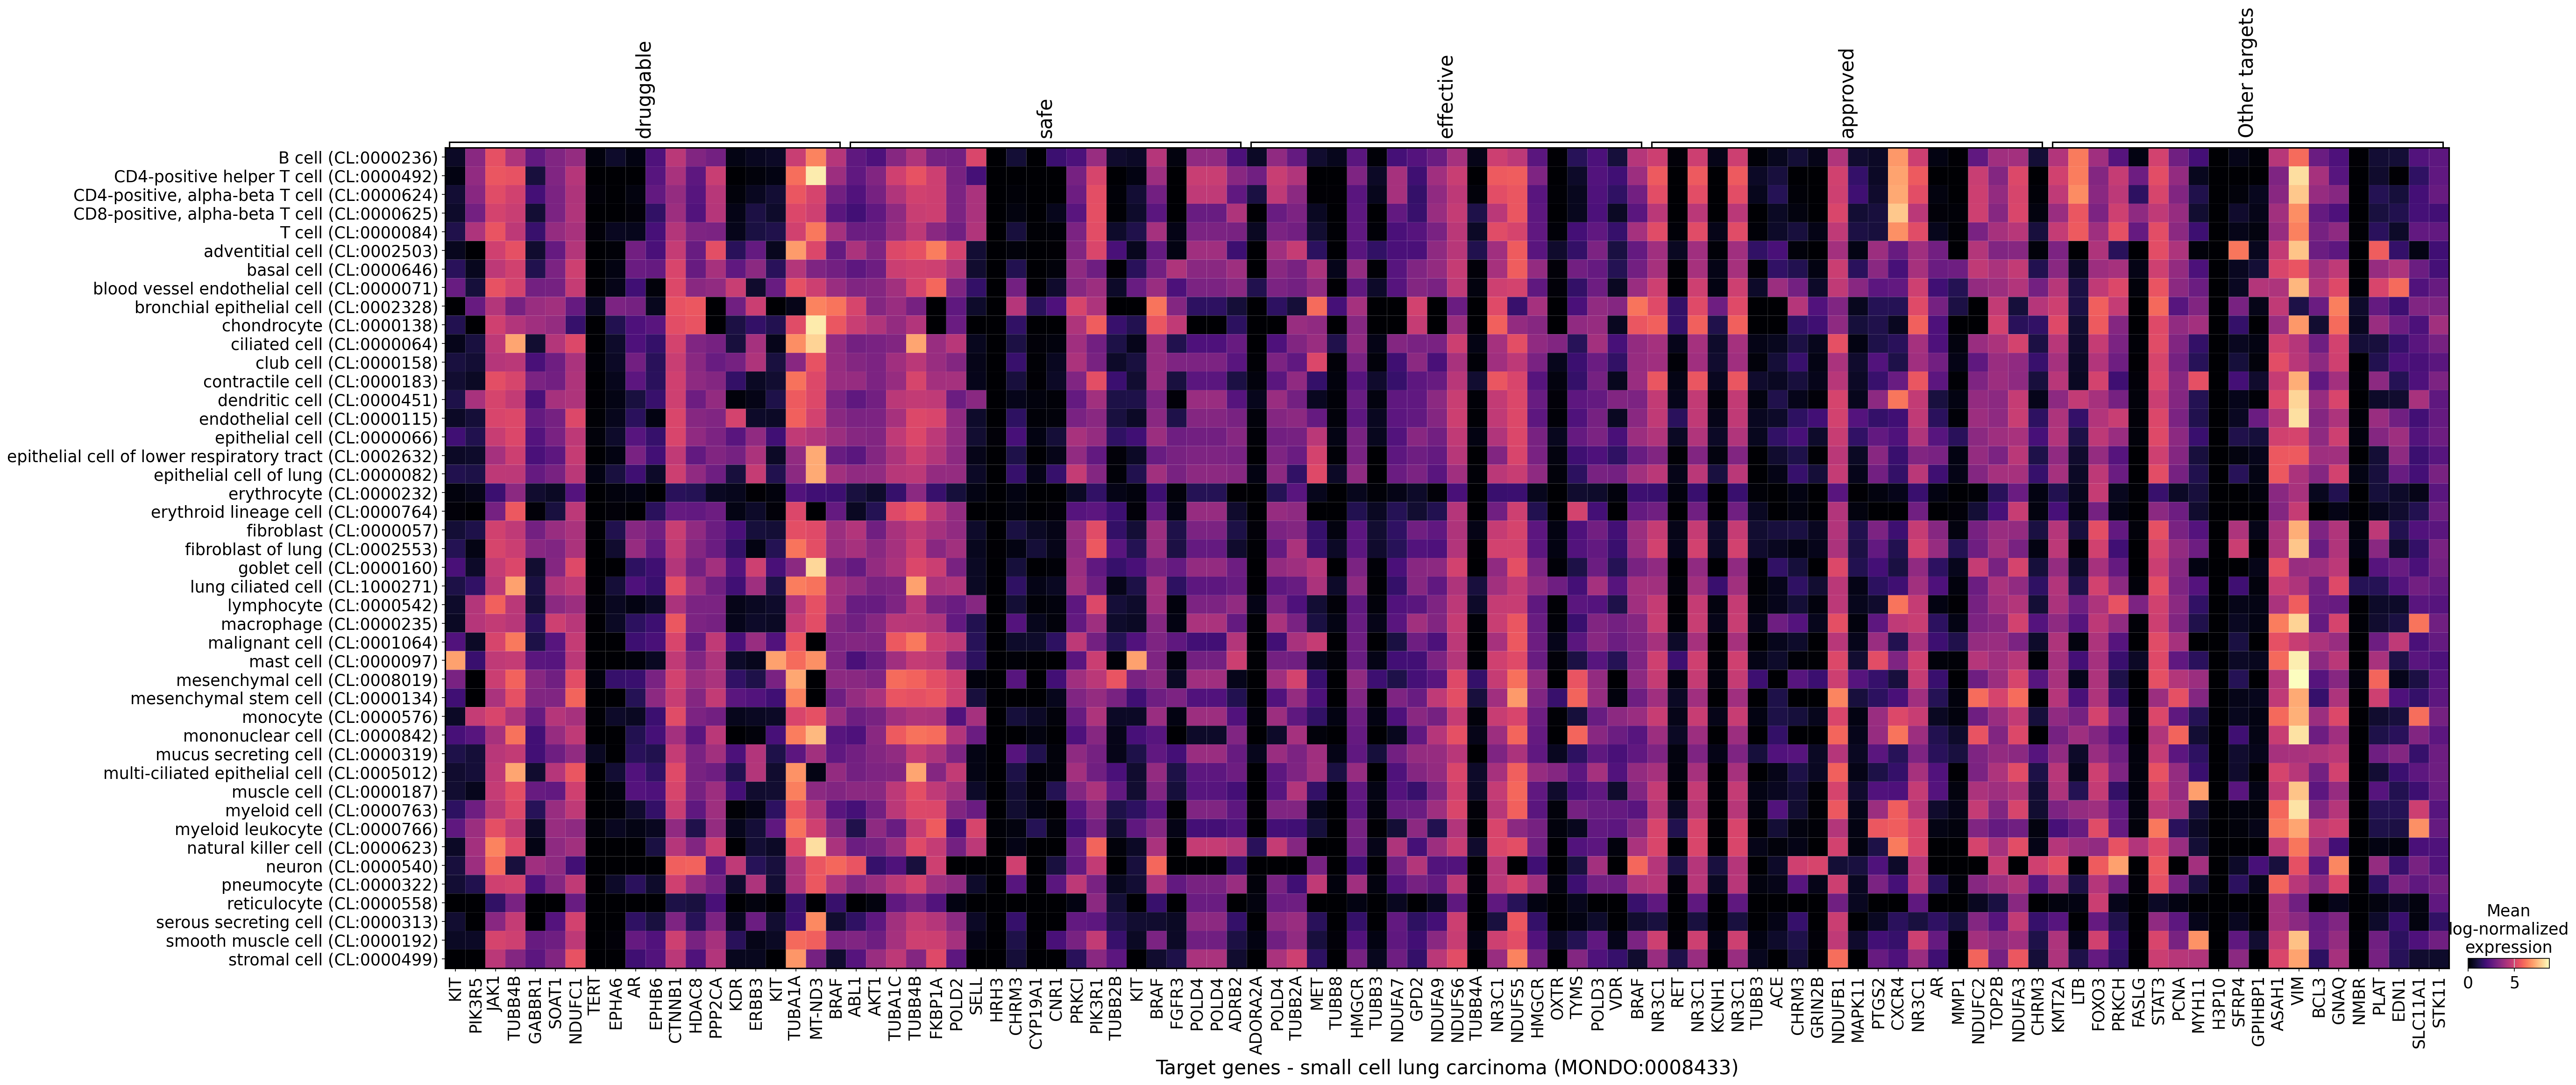 druggable
safe
effective
approved
Other targets
B cell (CL:0000236)
CD4-positive helper T cell (CL:0000492)
CD4-positive, alpha-beta T cell (CL:0000624)
CD8-positive, alpha-beta T cell (CL:0000625)
T cell (CL:0000084)
adventitial cell (CL:0002503)
basal cell (CL:0000646)
blood vessel endothelial cell (CL:0000071)
bronchial epithelial cell (CL:0002328)
chondrocyte (CL:0000138)
ciliated cell (CL:0000064)
club cell (CL:0000158)
contractile cell (CL:0000183)
dendritic cell (CL:0000451)
endothelial cell (CL:0000115)
epithelial cell (CL:0000066)
epithelial cell of lower respiratory tract (CL:0002632)
epithelial cell of lung (CL:0000082)
erythrocyte (CL:0000232)
erythroid lineage cell (CL:0000764)
fibroblast (CL:0000057)
fibroblast of lung (CL:0002553)
goblet cell (CL:0000160)
lung ciliated cell (CL:1000271)
lymphocyte (CL:0000542)
macrophage (CL:0000235)
malignant cell (CL:0001064)
mast cell (CL:0000097)
mesenchymal cell (CL:0008019)
mesenchymal stem cell (CL:0000134)
monocyte (CL:0000576)
mononuclear cell (CL:0000842)
mucus secreting cell (CL:0000319)
multi-ciliated epithelial cell (CL:0005012)
muscle cell (CL:0000187)
myeloid cell (CL:0000763)
myeloid leukocyte (CL:0000766)
natural killer cell (CL:0000623)
neuron (CL:0000540)
pneumocyte (CL:0000322)
reticulocyte (CL:0000558)
serous secreting cell (CL:0000313)
smooth muscle cell (CL:0000192)
stromal cell (CL:0000499)
KIT
PIK3R5
JAK1
TUBB4B
GABBR1
SOAT1
NDUFC1
TERT
EPHA6
AR
EPHB6
CTNNB1
HDAC8
PPP2CA
KDR
ERBB3
KIT
TUBA1A
MT-ND3
BRAF
ABL1
AKT1
TUBA1C
TUBB4B
FKBP1A
POLD2
SELL
HRH3
CHRM3
CYP19A1
CNR1
PRKCI
PIK3R1
TUBB2B
KIT
BRAF
FGFR3
POLD4
POLD4
ADRB2
ADORA2A
POLD4
TUBB2A
MET
TUBB8
HMGCR
TUBB3
NDUFA7
GPD2
NDUFA9
NDUFS6
TUBB4A
NR3C1
NDUFS5
HMGCR
OXTR
TYMS
POLD3
VDR
BRAF
NR3C1
RET
NR3C1
KCNH1
NR3C1
TUBB3
ACE
CHRM3
GRIN2B
NDUFB1
MAPK11
PTGS2
CXCR4
NR3C1
AR
MMP1
NDUFC2
TOP2B
NDUFA3
CHRM3
KMT2A
LTB
FOXO3
PRKCH
FASLG
STAT3
PCNA
MYH11
H3P10
SFRP4
GPIHBP1
ASAH1
VIM
BCL3
GNAQ
NMBR
PLAT
EDN1
SLC11A1
STK11
Target genes - small cell lung carcinoma (MONDO:0008433)
Mean
log-normalized
expression
0 5